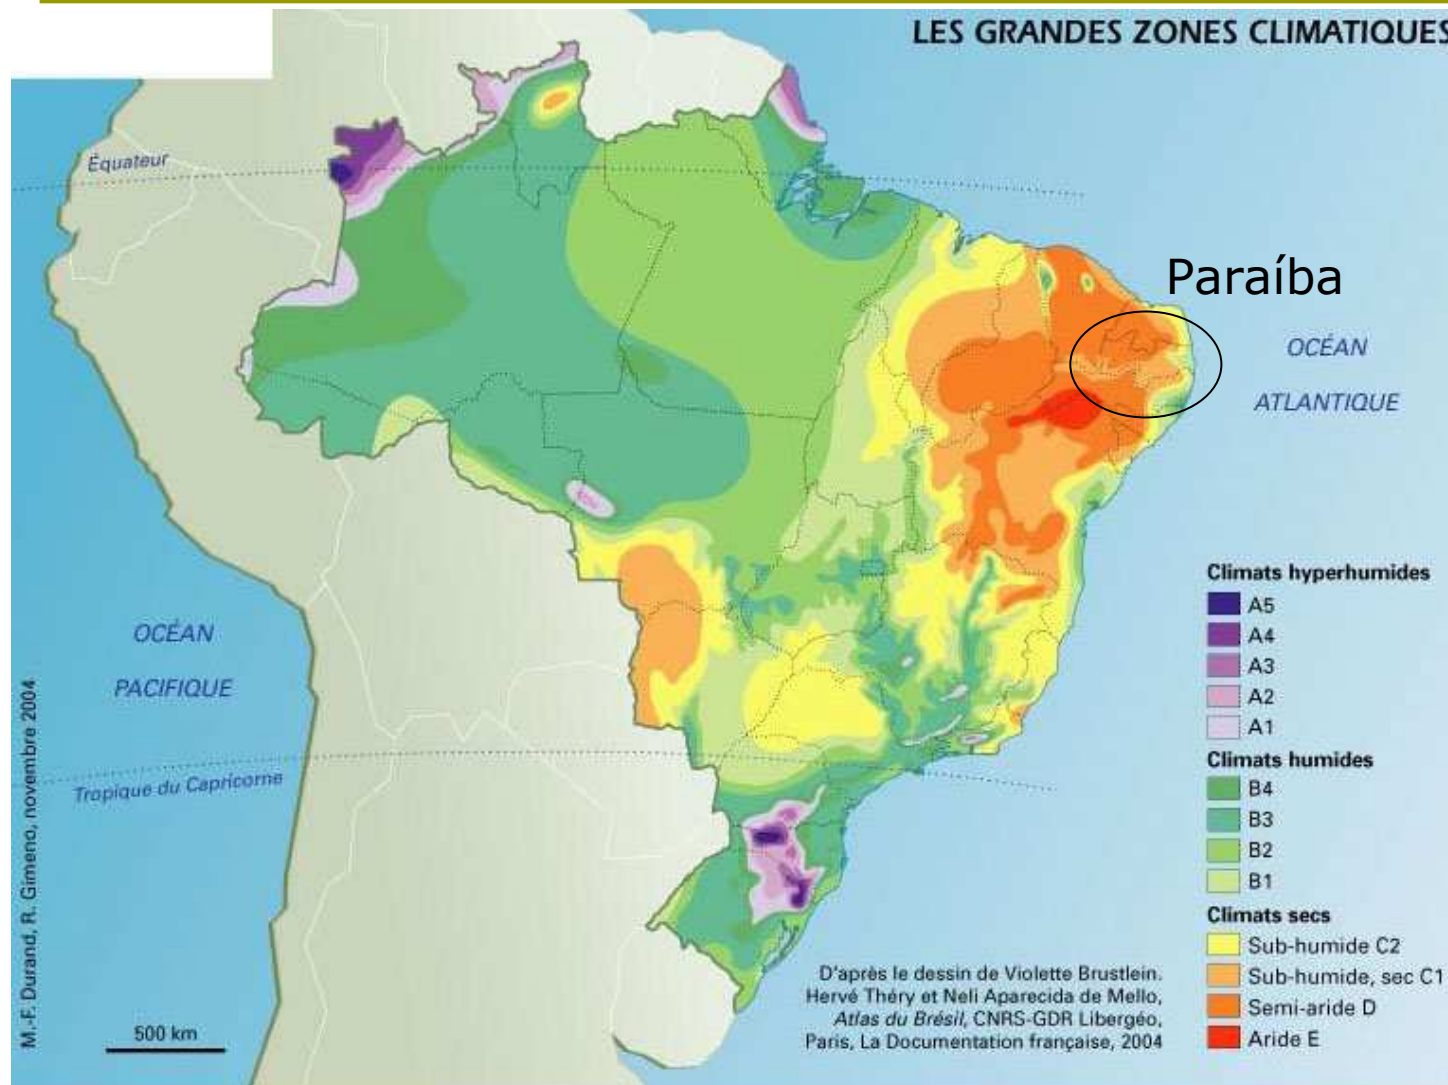 LES GRANDES ZONES CLIMATIQUES
Équateur
Paraíba
OCÉAN
ATLANTIQUE
OCÉAN
PACIFIQUE
Tropique du Capricorne
Climats hyperhumides
A5
A4
A3
A2
A1
Climats humides
B4
B3
B2
B1
Climats secs
Sub-humide C2
Sub-humide, sec C1
Semi-aride D
Aride E
D'après le dessin de Violette Brustlein.
Hervé Théry et Neli Aparecida de Mello,
Atlas du Brésil, CNRS-GDR Libergéo,
Paris, La Documentation française, 2004
500 km
M.-F. Durand, R. Gimeno, novembre 2004